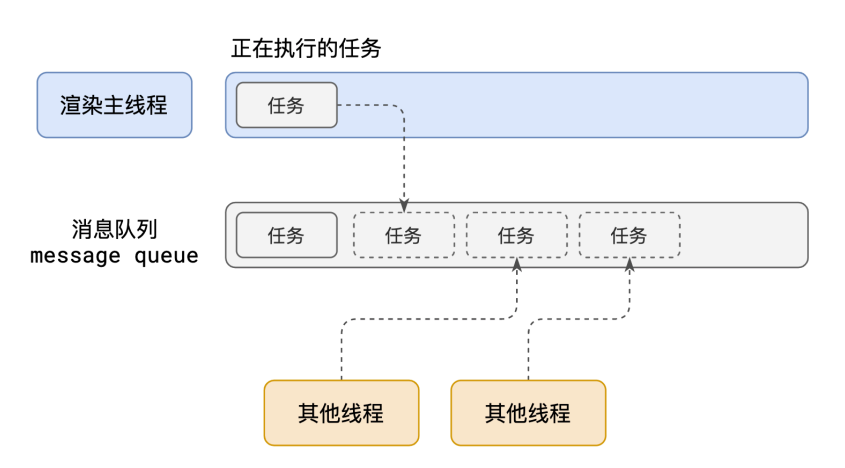 正在执行的任务
渲染主线程
任务
消息队列
message queue
任务
任务
任务
任务
其他线程
其他线程